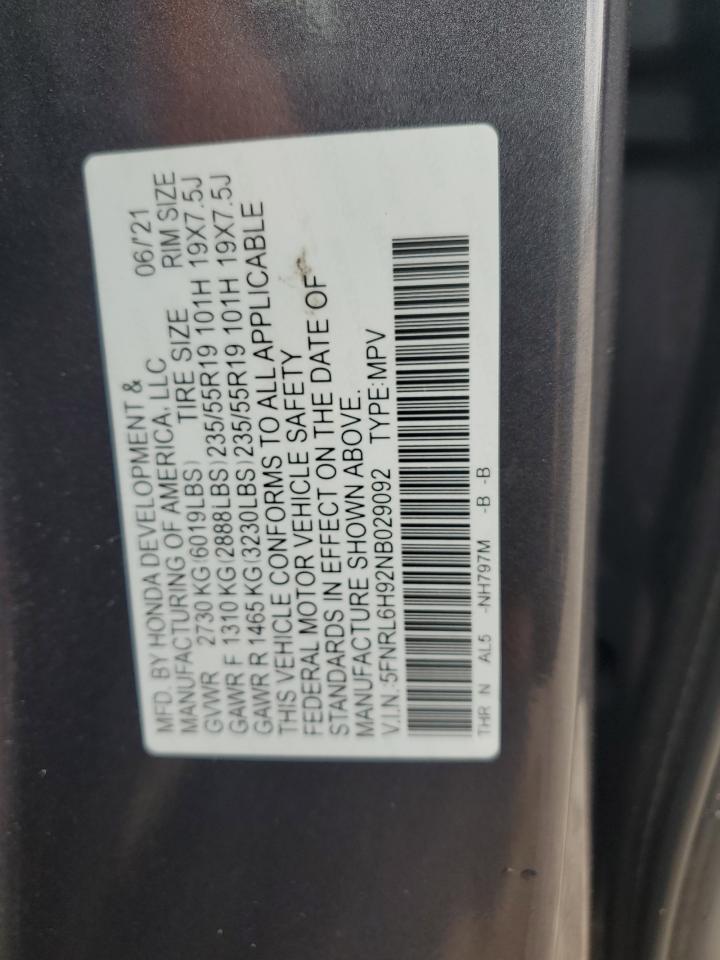 MFD. BY HONDA DEVELOPMENT & 06/'21
MANUFACTURING OF AMERICA, LLC
TIRE SIZE RIM SIZE
GVWR 2730 KG(6019LBS)
GAWR F 1310 KG(2888LBS)235/55R19 101H 19X7.5J
GAWR R 1465 KG(3230LBS)235/55R19 101H 19X7.5J
THIS VEHICLE CONFORMS TO ALL APPLICABLE
FEDERAL MOTOR VEHICLE SAFETY
STANDARDS IN EFFECT ON THE DATE OF
MANUFACTURE SHOWN ABOVE.
V.I.N.:5FNRL6H92NB029092 TYPE:MPV
THR N AL5 -NH797M -B -B